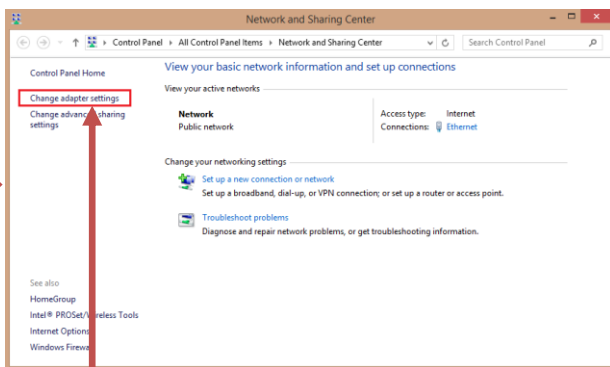 Network and Sharing Center
Control Panel All Control Panel Items Network and Sharing Center Search Control Panel
Control Panel Home
Change adapter settings
Change advanced sharing
settings
See also
HomeGroup
Intel® PROSet/Wireless Tools
Internet Options
Windows Firewall
View your basic network information and set up connections
View your active networks
Network Access type: Internet
Public network Connections: Ethernet
Change your networking settings
Set up a new connection or network
Set up a broadband, dial-up, or VPN connection; or set up a router or access point.
Troubleshoot problems
Diagnose and repair network problems, or get troubleshooting information.